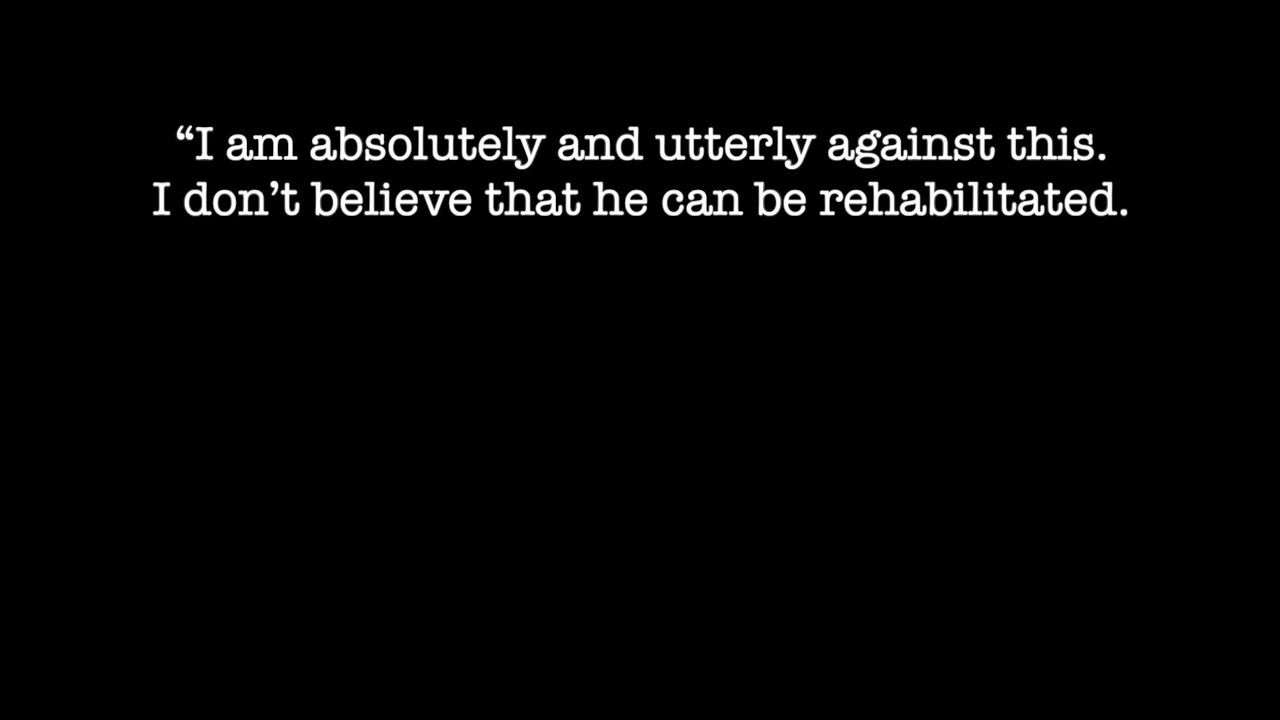 “I am absolutely and utterly against this.
I don’t believe that he can be rehabilitated.